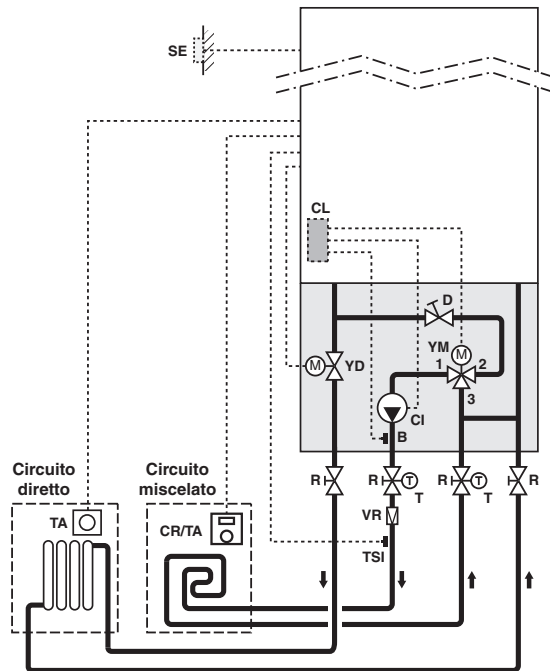 SE
CL
D
YM
M
1
2
M
YD
3
CI
B
R
R
T
T
R
T
T
R
VR
TSI
Circuito
diretto
Circuito
miscelato
TA
CR/TA